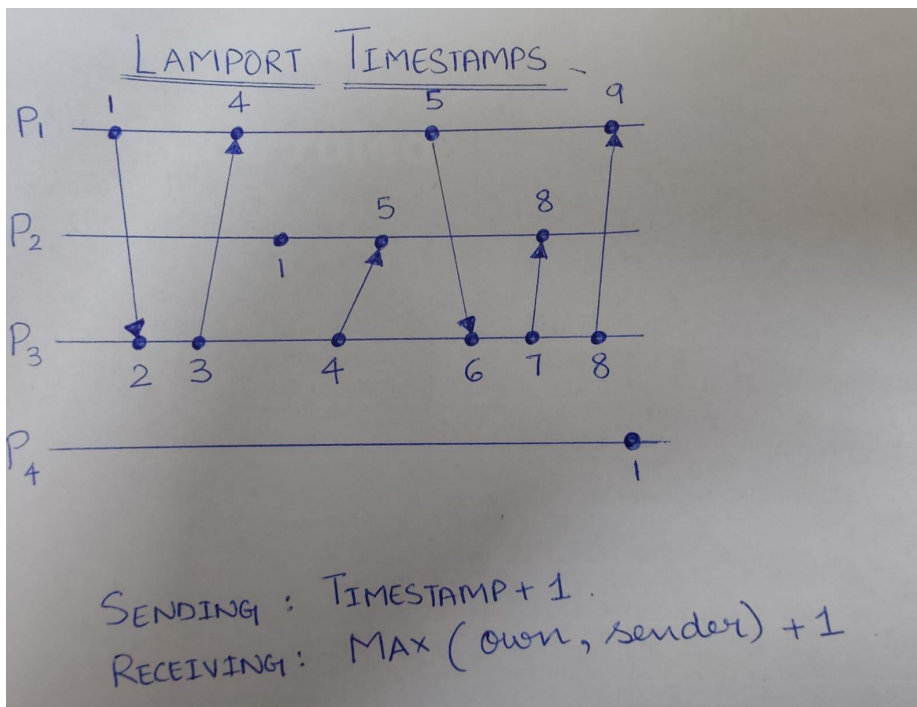 LAMPORT TIMESTAMPS
1 4 5 9
P1
5 8
P2
1
P3
2 3 4 6 7 8
P4
1
SENDING : TIMESTAMP + 1.
RECEIVING : MAX ( own, sender) + 1